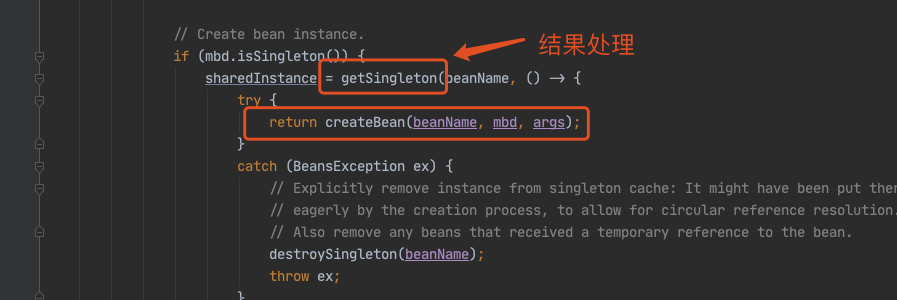 // Create bean instance.
if (mbd.isSingleton()) {
结果处理
sharedInstance = getSingleton(beanName, () -> {
try {
return createBean(beanName, mbd, args);
}
catch (BeansException ex) {
// Explicitly remove instance from singleton cache: It might have been put
// eagerly by the creation process, to allow for circular reference resolution.
// Also remove any beans that received a temporary reference to the bean.
destroySingleton(beanName);
throw ex;
}